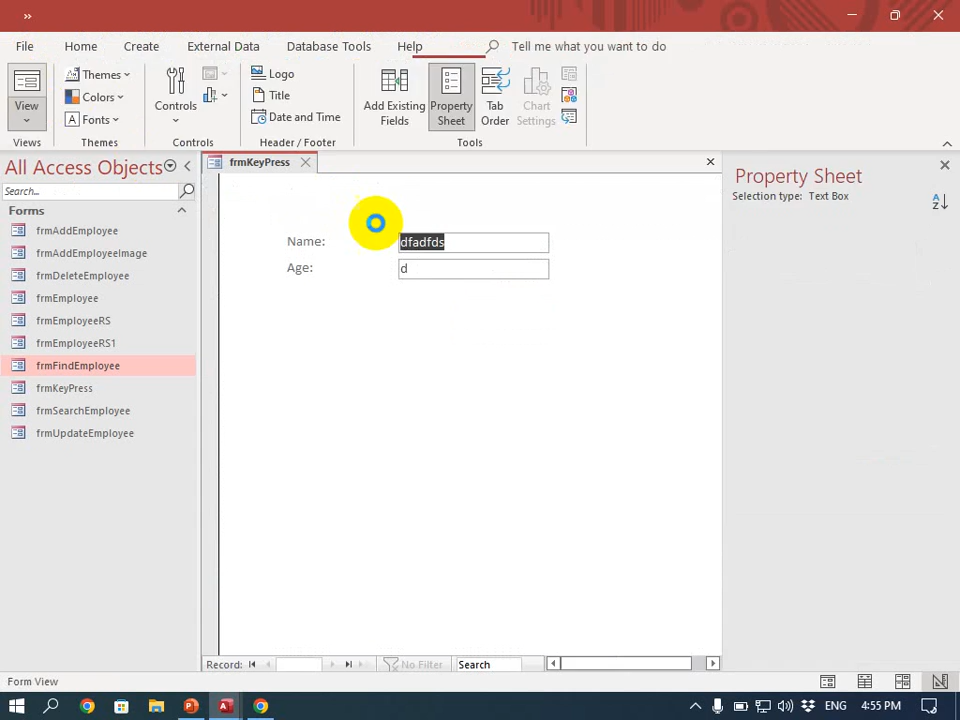 »
File Home Create External Data Database Tools Help Tell me what you want to do
View
Themes
Colors
Fonts
Controls
Logo
Title
Date and Time
Add Existing Fields
Property Sheet
Tab Order
Chart Settings
Views Themes Controls Header / Footer Tools
All Access Objects
Search...
Forms
frmAddEmployee
frmAddEmployeeImage
frmDeleteEmployee
frmEmployee
frmEmployeeRS
frmEmployeeRS1
frmFindEmployee
frmKeyPress
frmSearchEmployee
frmUpdateEmployee
frmKeyPress
Name: dfadfds
Age: d
Record: No Filter Search
Property Sheet
Selection type: Text Box
Form View
ENG 4:55 PM